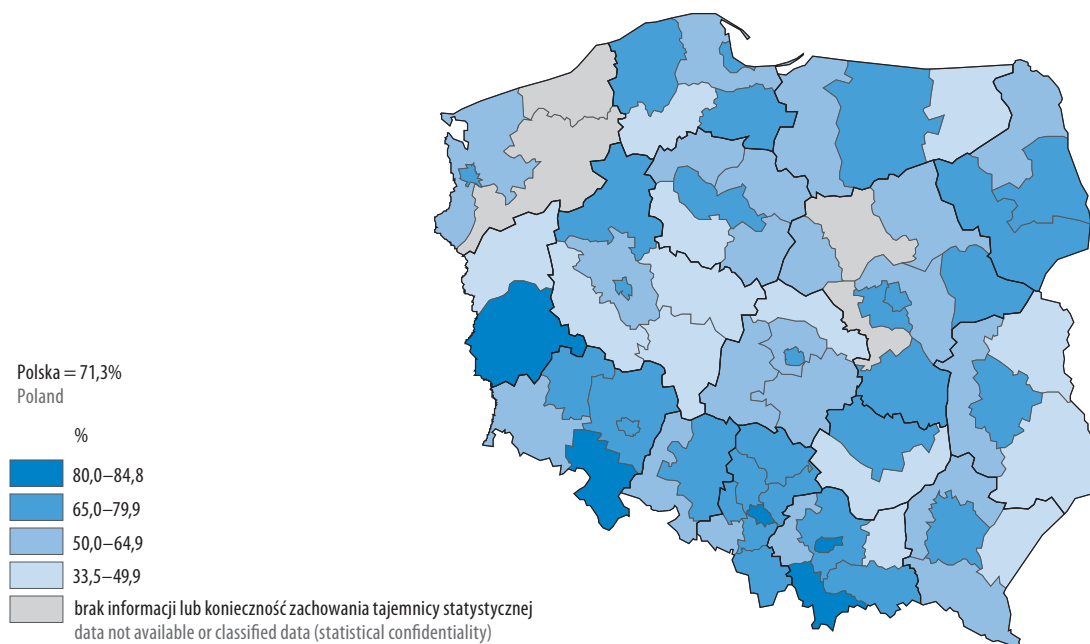 Polska = 71,3%
Poland
%
80,0–84,8
65,0–79,9
50,0–64,9
33,5–49,9
brak informacji lub konieczność zachowania tajemnicy statystycznej
data not available or classified data (statistical confidentiality)